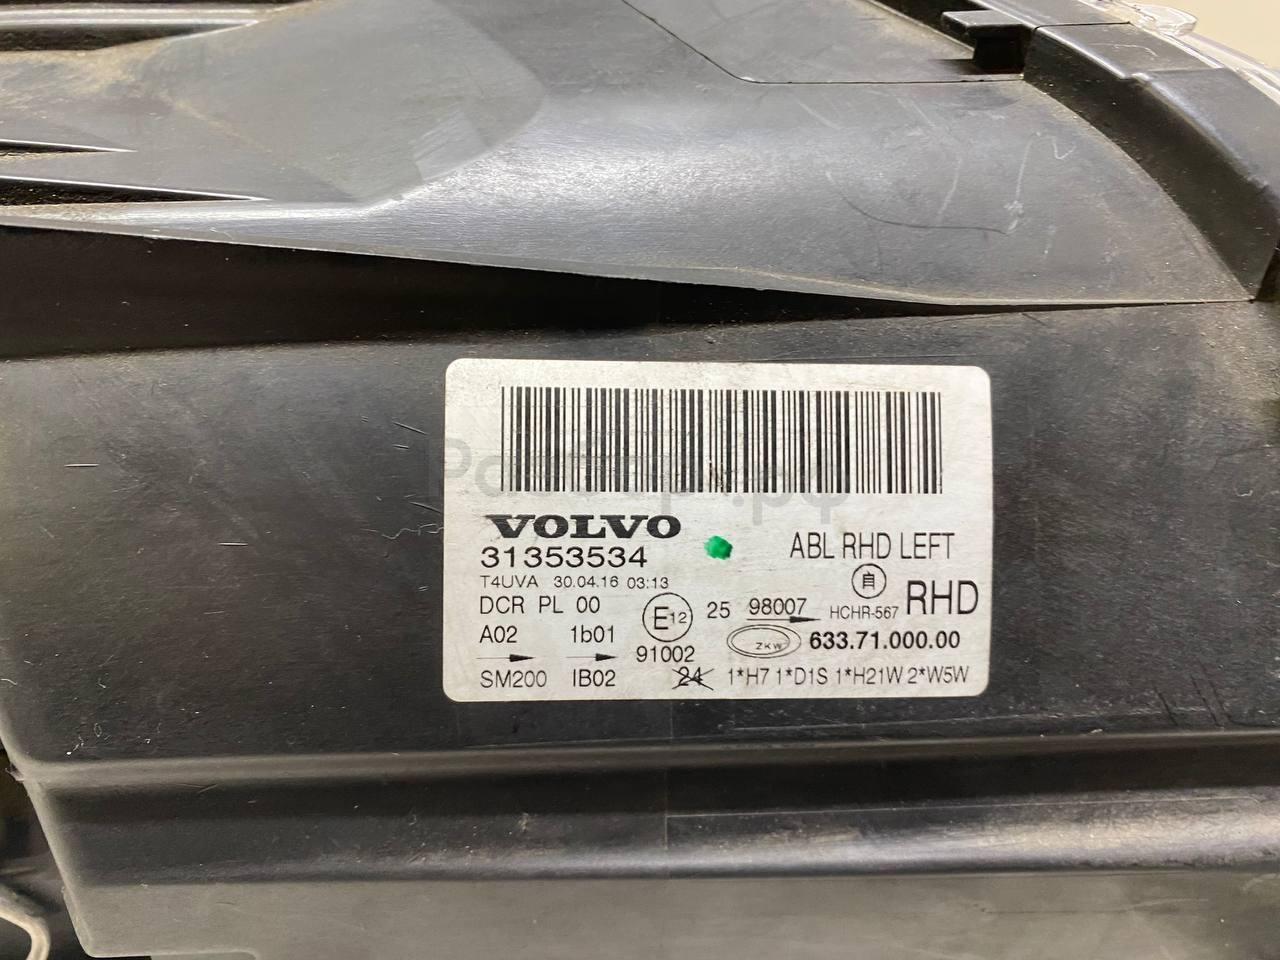 VOLVO
31353534
ABL RHD LEFT
T4UVA 30.04.16 03:13
自
DCR PL 00
E12
25 98007
HCHR-567 RHD
A02 1b01
91002
ZKW
633.71.000.00
SM200 IB02
24
1*H7 1*D1S 1*H21W 2*W5W